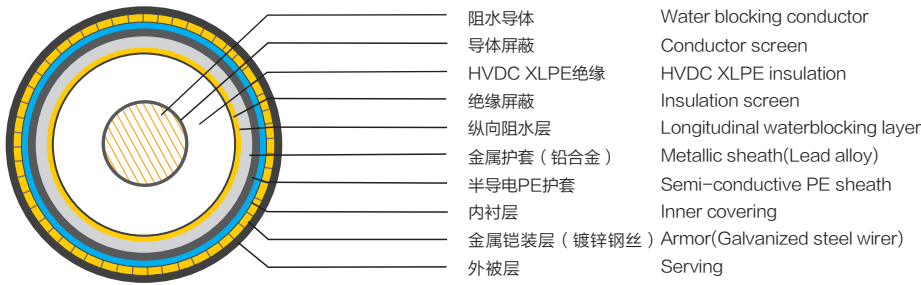 阻水导体 Water blocking conductor
导体屏蔽 Conductor screen
HVDC XLPE绝缘 HVDC XLPE insulation
绝缘屏蔽 Insulation screen
纵向阻水层 Longitudinal waterblocking layer
金属护套（铅合金） Metallic sheath(Lead alloy)
半导电PE护套 Semi-conductive PE sheath
内衬层 Inner covering
金属铠装层（镀锌钢丝） Armor(Galvanized steel wirer)
外被层 Serving